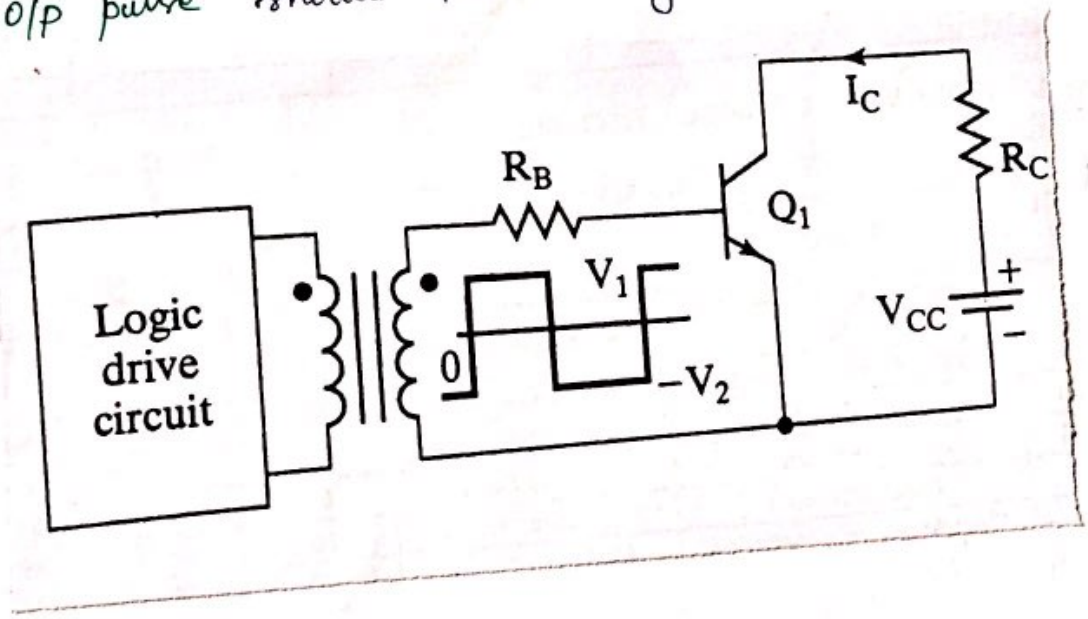 o/p pulse
I_C
R_C
R_B
Q_1
Logic
drive
circuit
V_1
0
-V_2
V_CC
+
-